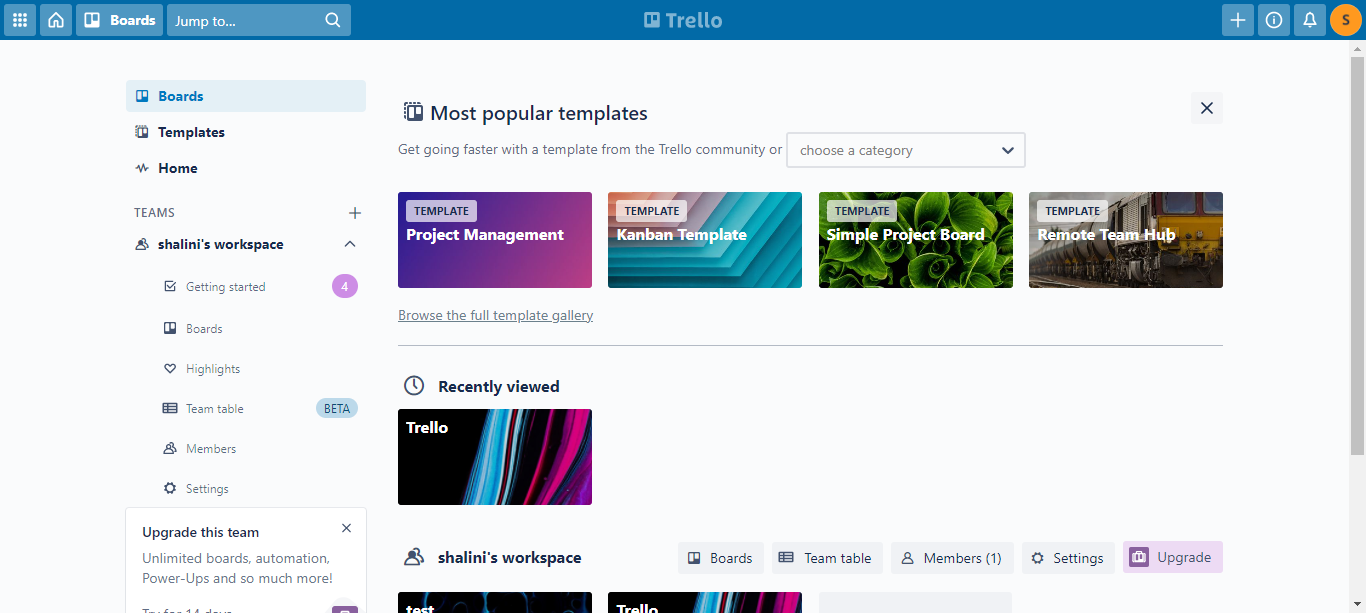 Boards
Jump to...
Trello
S
Boards
Templates
Home
TEAMS
shalini's workspace
Getting started
4
Boards
Highlights
Team table
BETA
Members
Settings
Upgrade this team
Unlimited boards, automation,
Power-Ups and so much more!
Try for 14 days
Most popular templates
Get going faster with a template from the Trello community or
choose a category
TEMPLATE
Project Management
TEMPLATE
Kanban Template
TEMPLATE
Simple Project Board
TEMPLATE
Remote Team Hub
Browse the full template gallery
Recently viewed
Trello
shalini's workspace
Boards
Team table
Members (1)
Settings
Upgrade
test
Trello